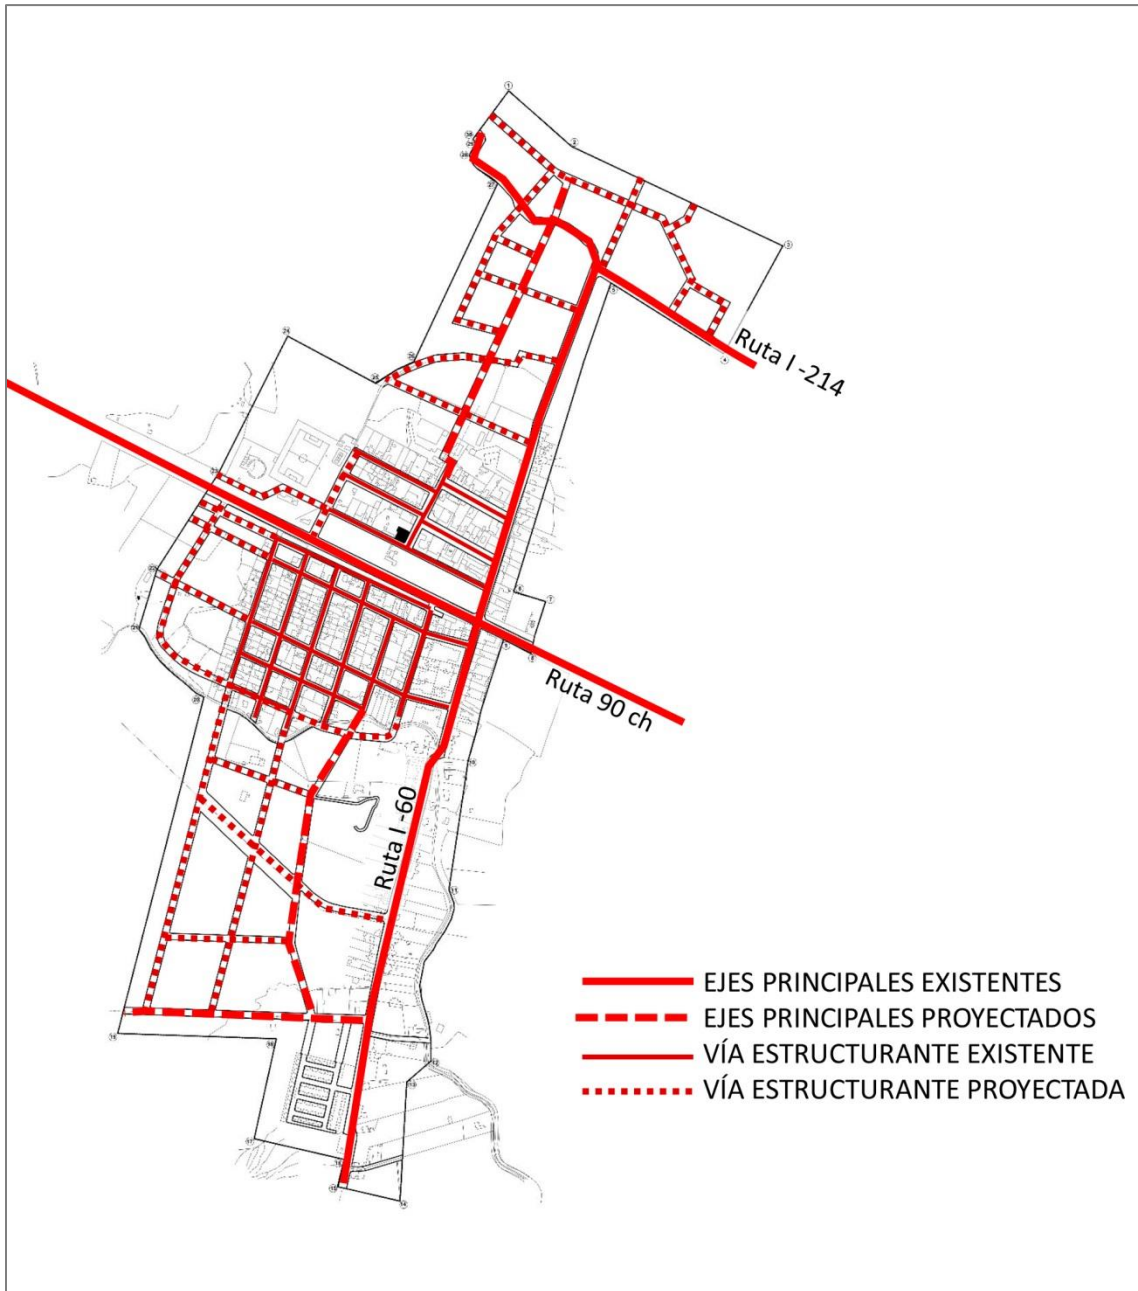 Ruta I -214
Ruta 90 ch
Ruta I -60
EJES PRINCIPALES EXISTENTES
EJES PRINCIPALES PROYECTADOS
VÍA ESTRUCTURANTE EXISTENTE
VÍA ESTRUCTURANTE PROYECTADA